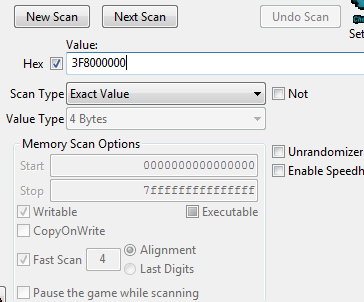 New Scan Next Scan Undo Scan
Set
Value:
Hex 3F8000000
Scan Type Exact Value Not
Value Type 4 Bytes
Memory Scan Options
Unrandomizer
Start 0000000000000000
Enable Speedh
Stop 7fffffffffffffff
Writable Executable
CopyOnWrite
Fast Scan 4 Alignment
Last Digits
Pause the game while scanning